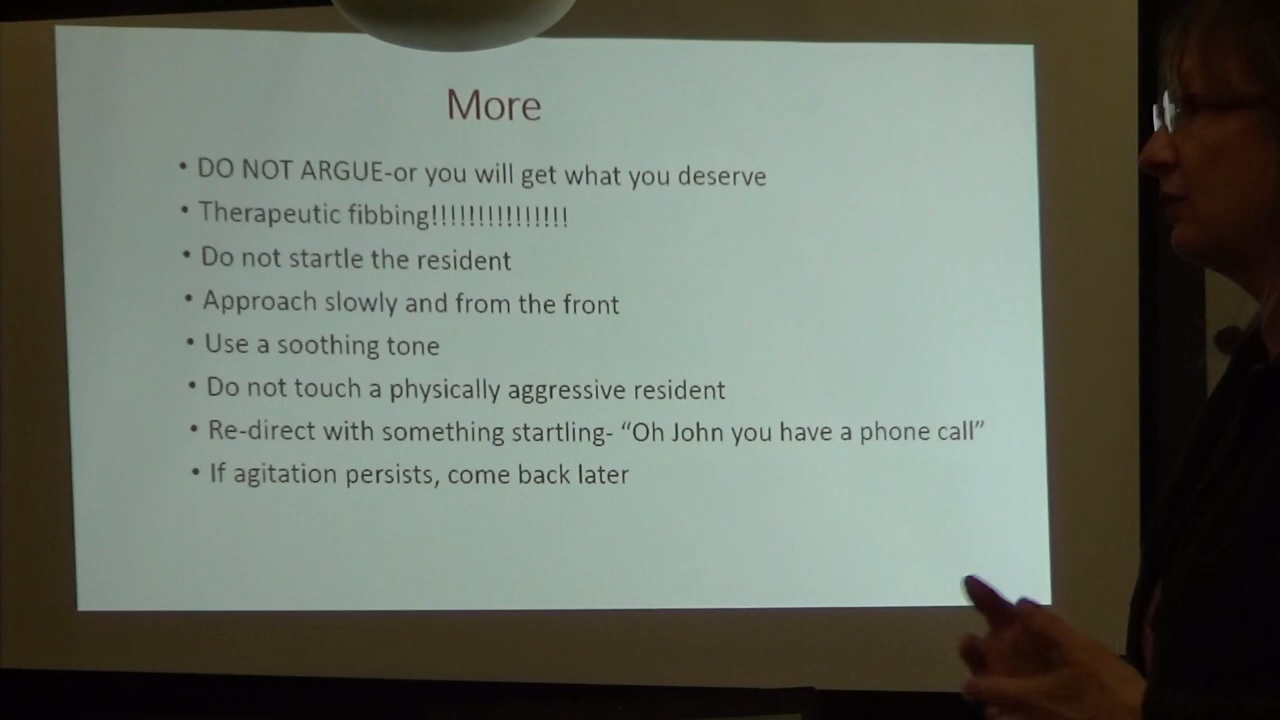 More
• DO NOT ARGUE-or you will get what you deserve
• Therapeutic fibbing!!!!!!!!!!!!!!!
• Do not startle the resident
• Approach slowly and from the front
• Use a soothing tone
• Do not touch a physically aggressive resident
• Re-direct with something startling- “Oh John you have a phone call”
• If agitation persists, come back later